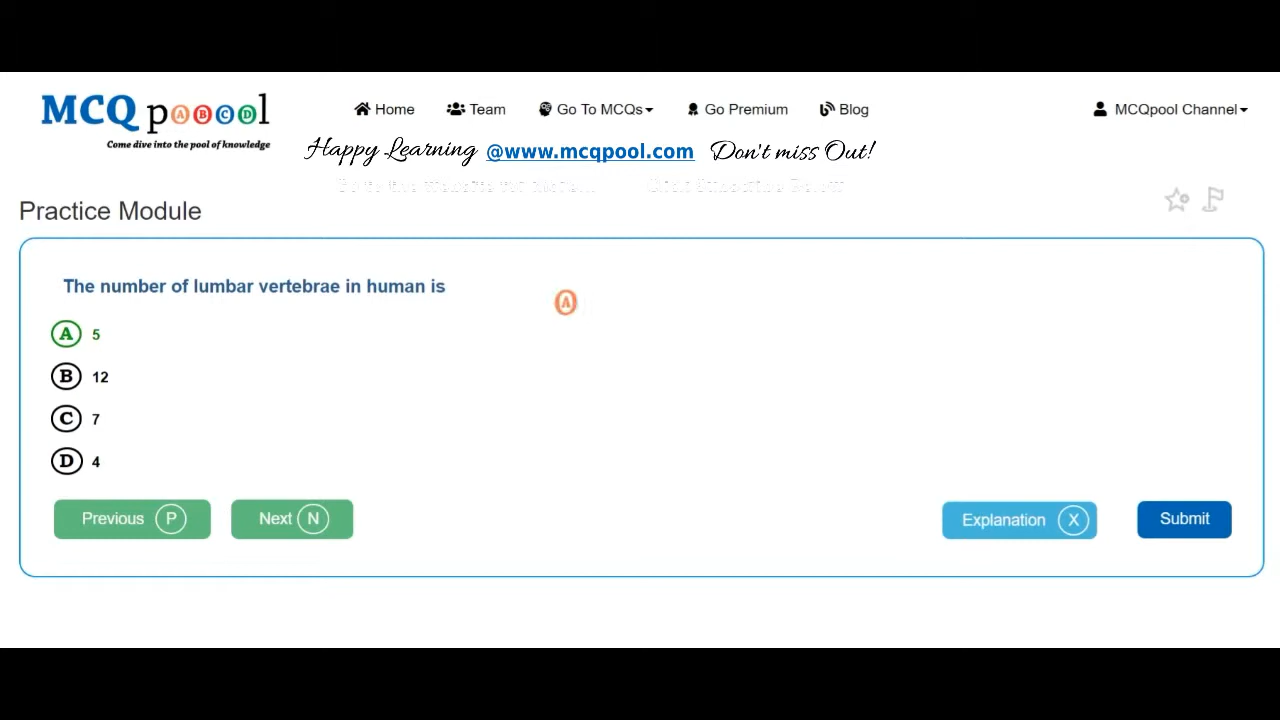 MCQ pABCDl
Come dive into the pool of knowledge
Home Team Go To MCQs Go Premium Blog MCQpool Channel
Happy Learning @www.mcqpool.com Don't miss Out!
Practice Module
The number of lumbar vertebrae in human is
A
A 5
B 12
C 7
D 4
Previous P Next N Explanation X Submit